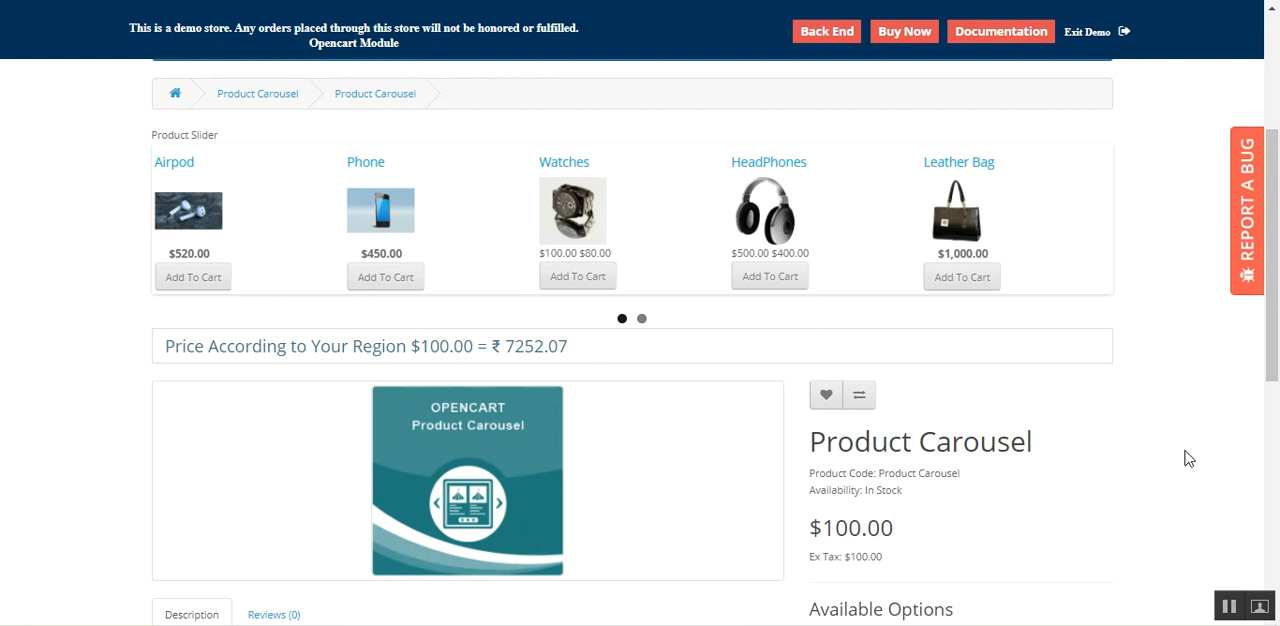 This is a demo store. Any orders placed through this store will not be honored or fulfilled.
Opencart Module
Back End
Buy Now
Documentation
Exit Demo
Product Carousel
Product Carousel
REPORT A BUG
Product Slider
Airpod
Phone
Watches
HeadPhones
Leather Bag
$520.00
$450.00
$100.00 $80.00
$500.00 $400.00
$1,000.00
Add To Cart
Add To Cart
Add To Cart
Add To Cart
Add To Cart
Price According to Your Region $100.00 = ₹ 7252.07
OPENCART
Product Carousel
Product Carousel
Product Code: Product Carousel
Availability: In Stock
$100.00
Ex Tax: $100.00
Available Options
Description
Reviews (0)